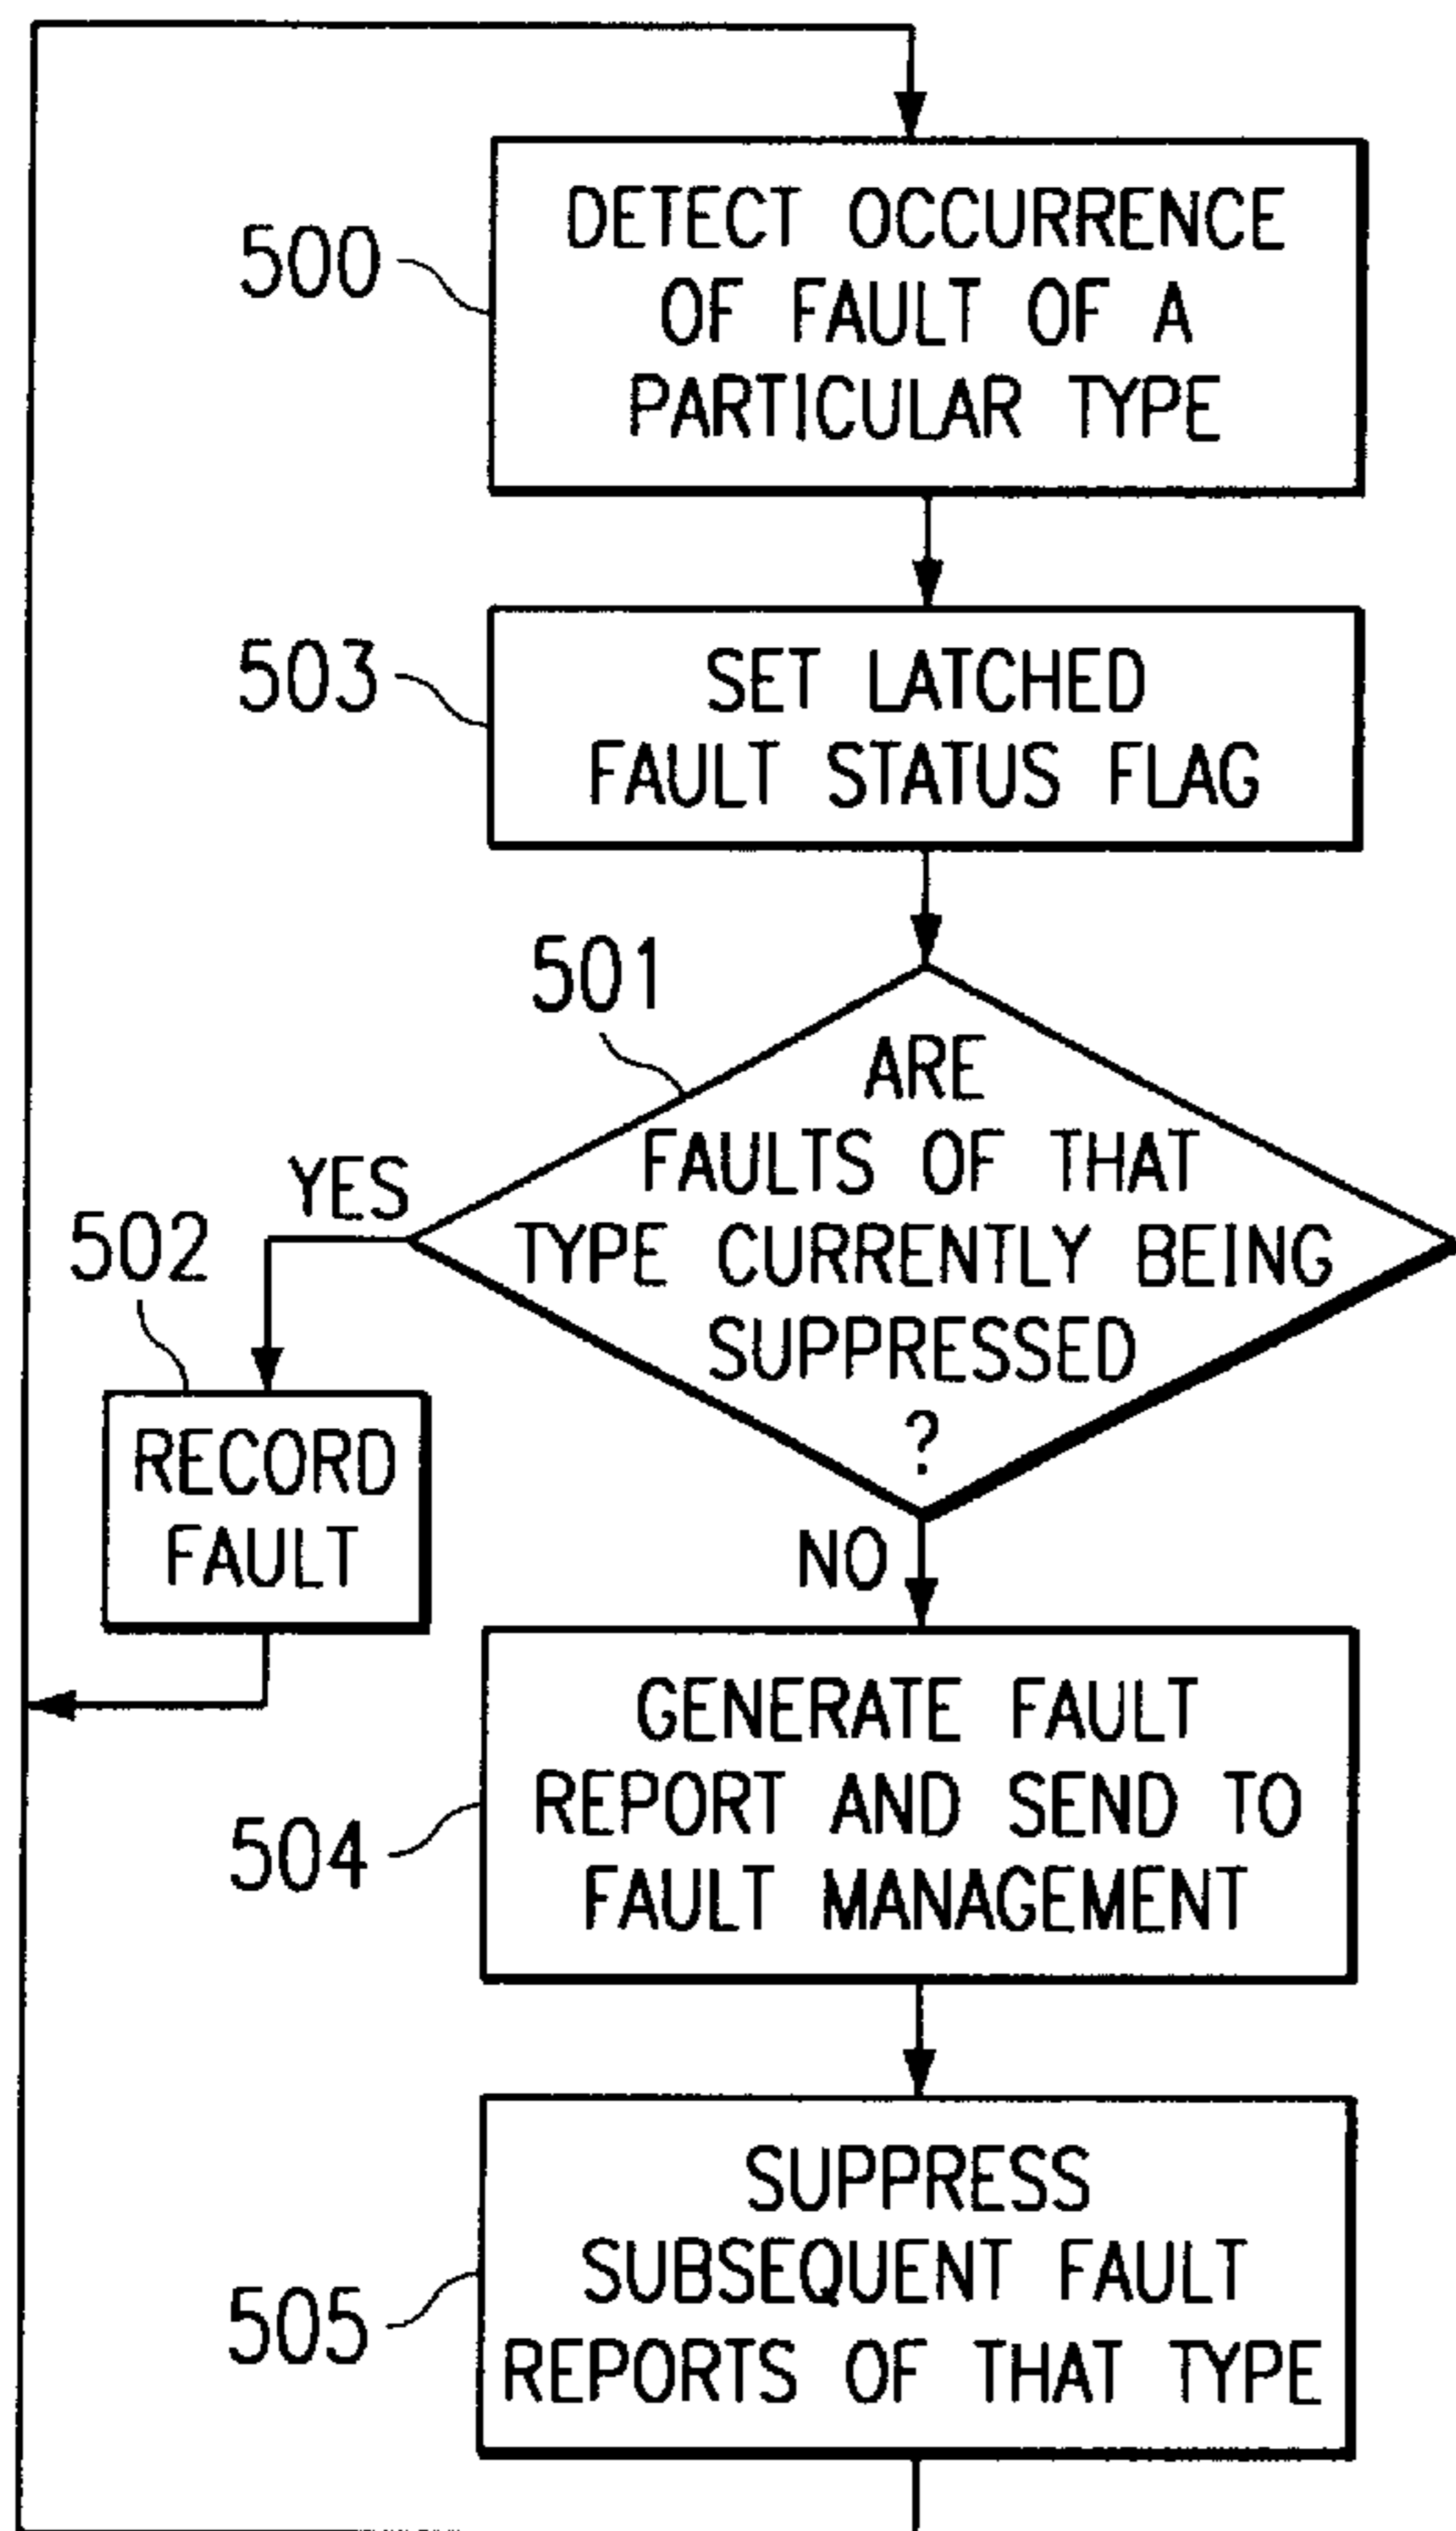 500
DETECT OCCURRENCE
OF FAULT OF A
PARTICULAR TYPE
503
SET LATCHED
FAULT STATUS FLAG
501
ARE
FAULTS OF THAT
TYPE CURRENTLY BEING
SUPPRESSED
?
YES
502
RECORD
FAULT
NO
504
GENERATE FAULT
REPORT AND SEND TO
FAULT MANAGEMENT
505
SUPPRESS
SUBSEQUENT FAULT
REPORTS OF THAT TYPE